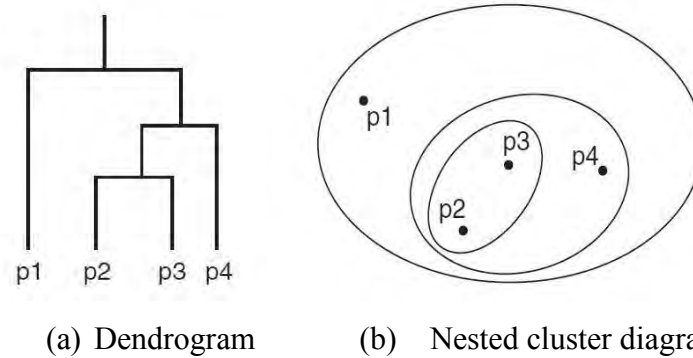 p1 p2 p3 p4
p1
p3
p4
p2
(a) Dendrogram (b) Nested cluster diagra